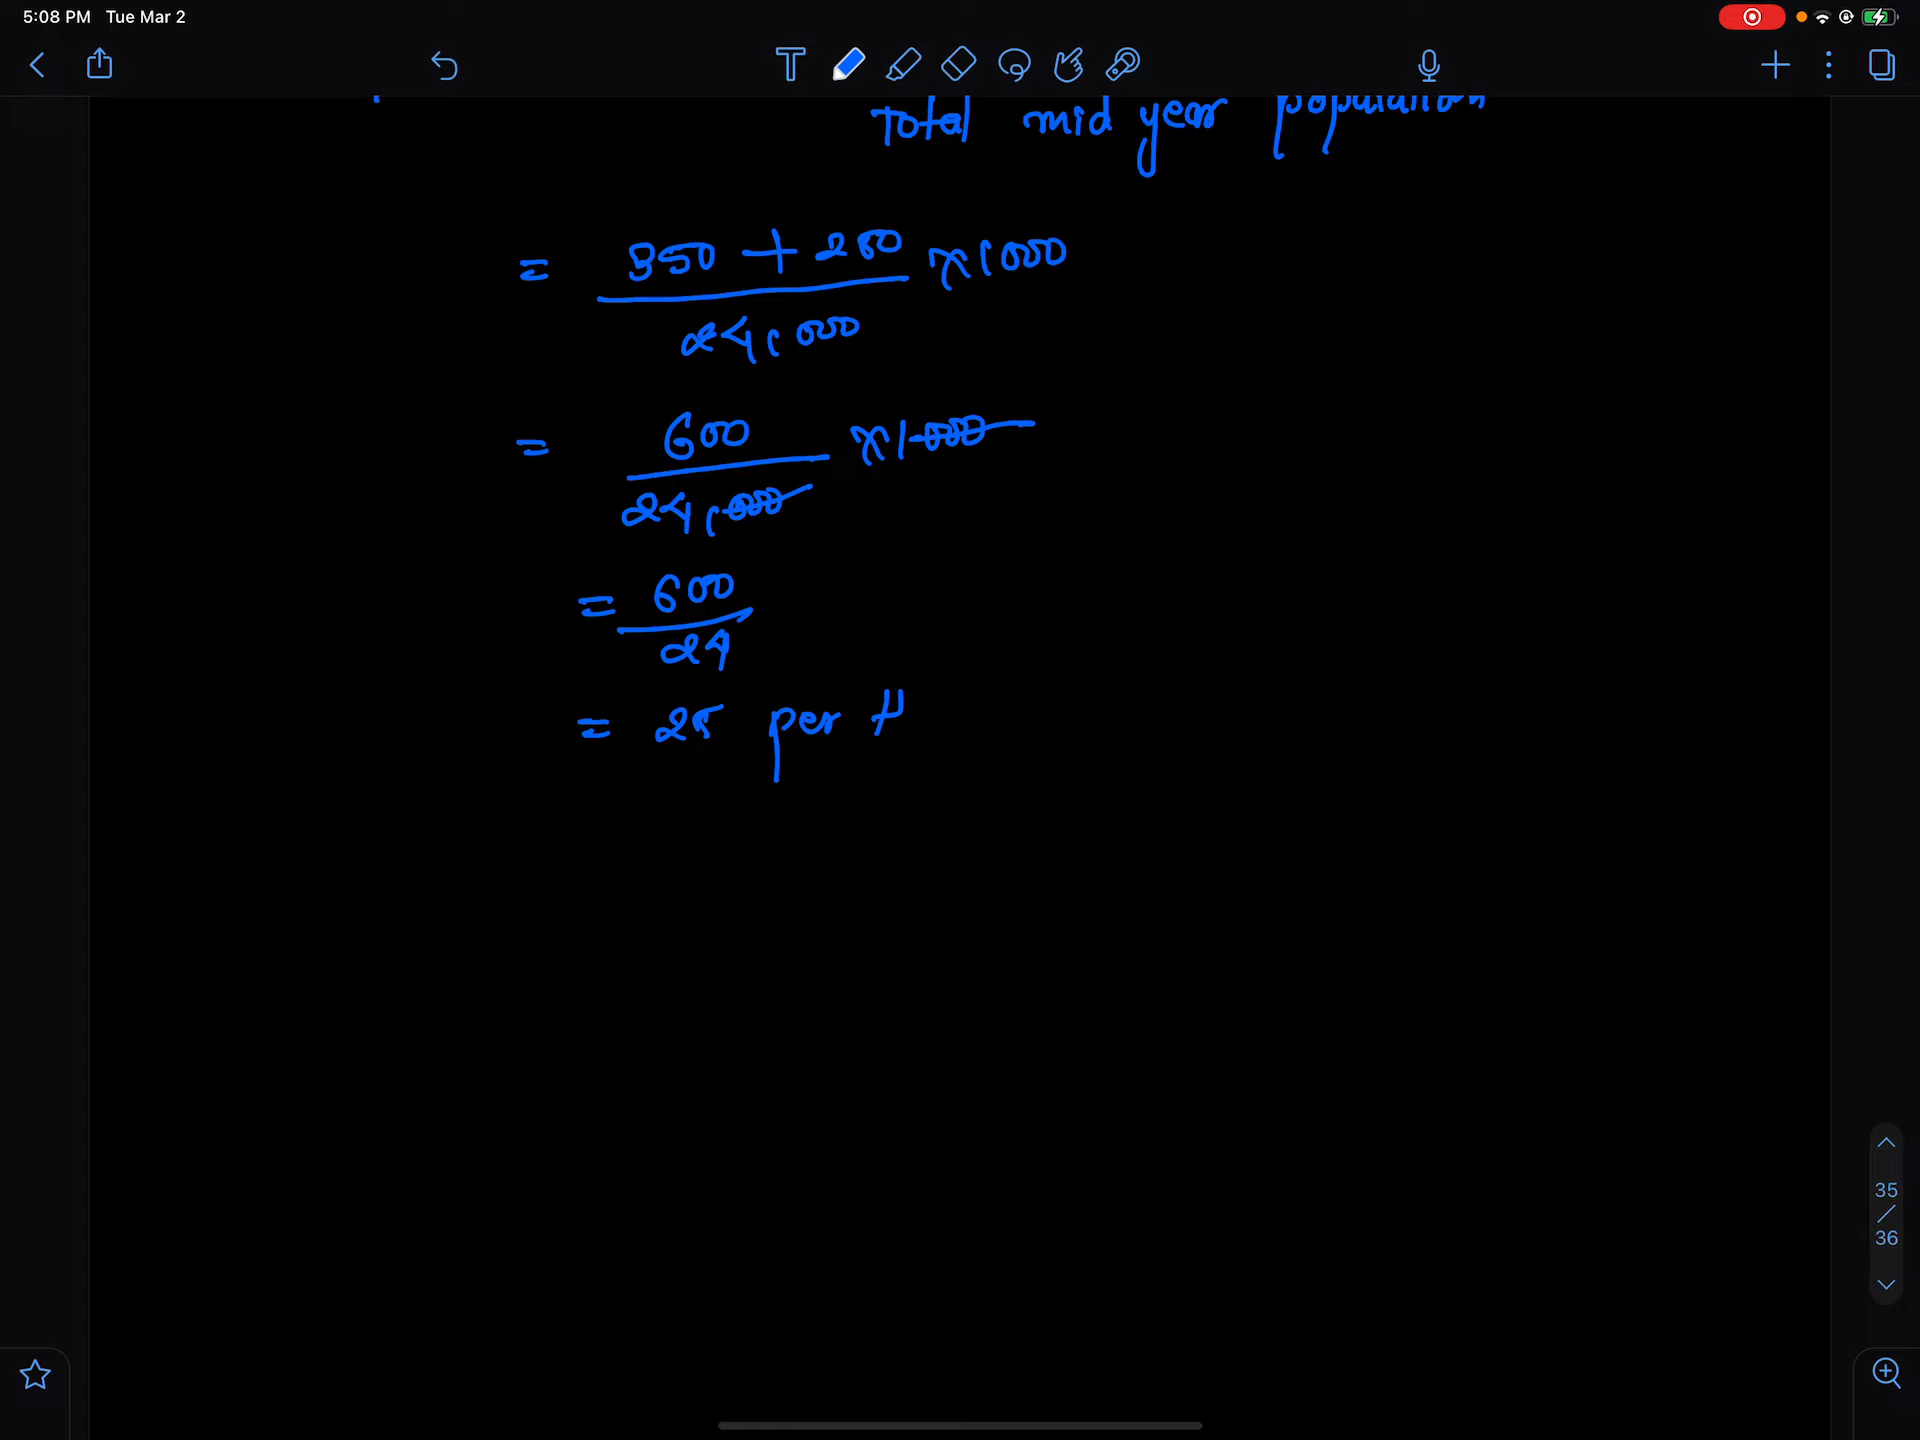 5:08 PM Tue Mar 2
Total mid year population
= 350 + 250 ×1000
24,000
= 600 ×1000
24,000
= 600
24
= 25 per
35
/
36